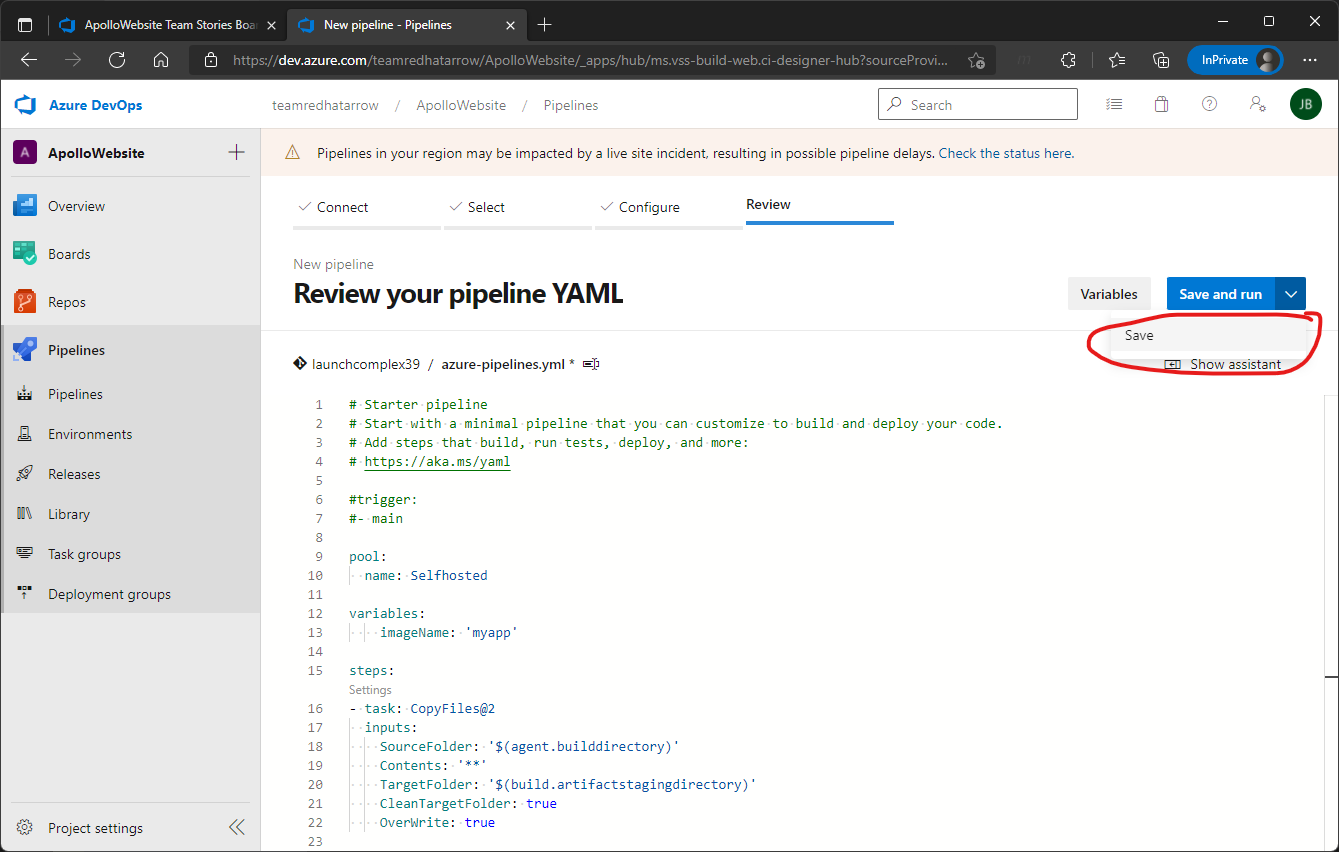 ApolloWebsite Team Stories Boa
New pipeline - Pipelines
https://dev.azure.com/teamredhatarrow/ApolloWebsite/_apps/hub/ms.vss-build-web.ci-designer-hub?sourceProvi...
InPrivate
Azure DevOps
teamredhatarrow / ApolloWebsite / Pipelines
Search
JB
A ApolloWebsite
Overview
Boards
Repos
Pipelines
Pipelines
Environments
Releases
Library
Task groups
Deployment groups
Project settings
Pipelines in your region may be impacted by a live site incident, resulting in possible pipeline delays. Check the status here.
Connect
Select
Configure
Review
New pipeline
Review your pipeline YAML
Variables
Save and run
Save
launchcomplex39 / azure-pipelines.yml *
Show assistant
1 # Starter pipeline
2 # Start with a minimal pipeline that you can customize to build and deploy your code.
3 # Add steps that build, run tests, deploy, and more:
4 # https://aka.ms/yaml
5
6 #trigger:
7 #- main
8
9 pool:
10 name: Selfhosted
11
12 variables:
13 imageName: 'myapp'
14
15 steps:
Settings
16 - task: CopyFiles@2
17 inputs:
18 SourceFolder: '$(agent.builddirectory)'
19 Contents: '**'
20 TargetFolder: '$(build.artifactstagingdirectory)'
21 CleanTargetFolder: true
22 OverWrite: true
23